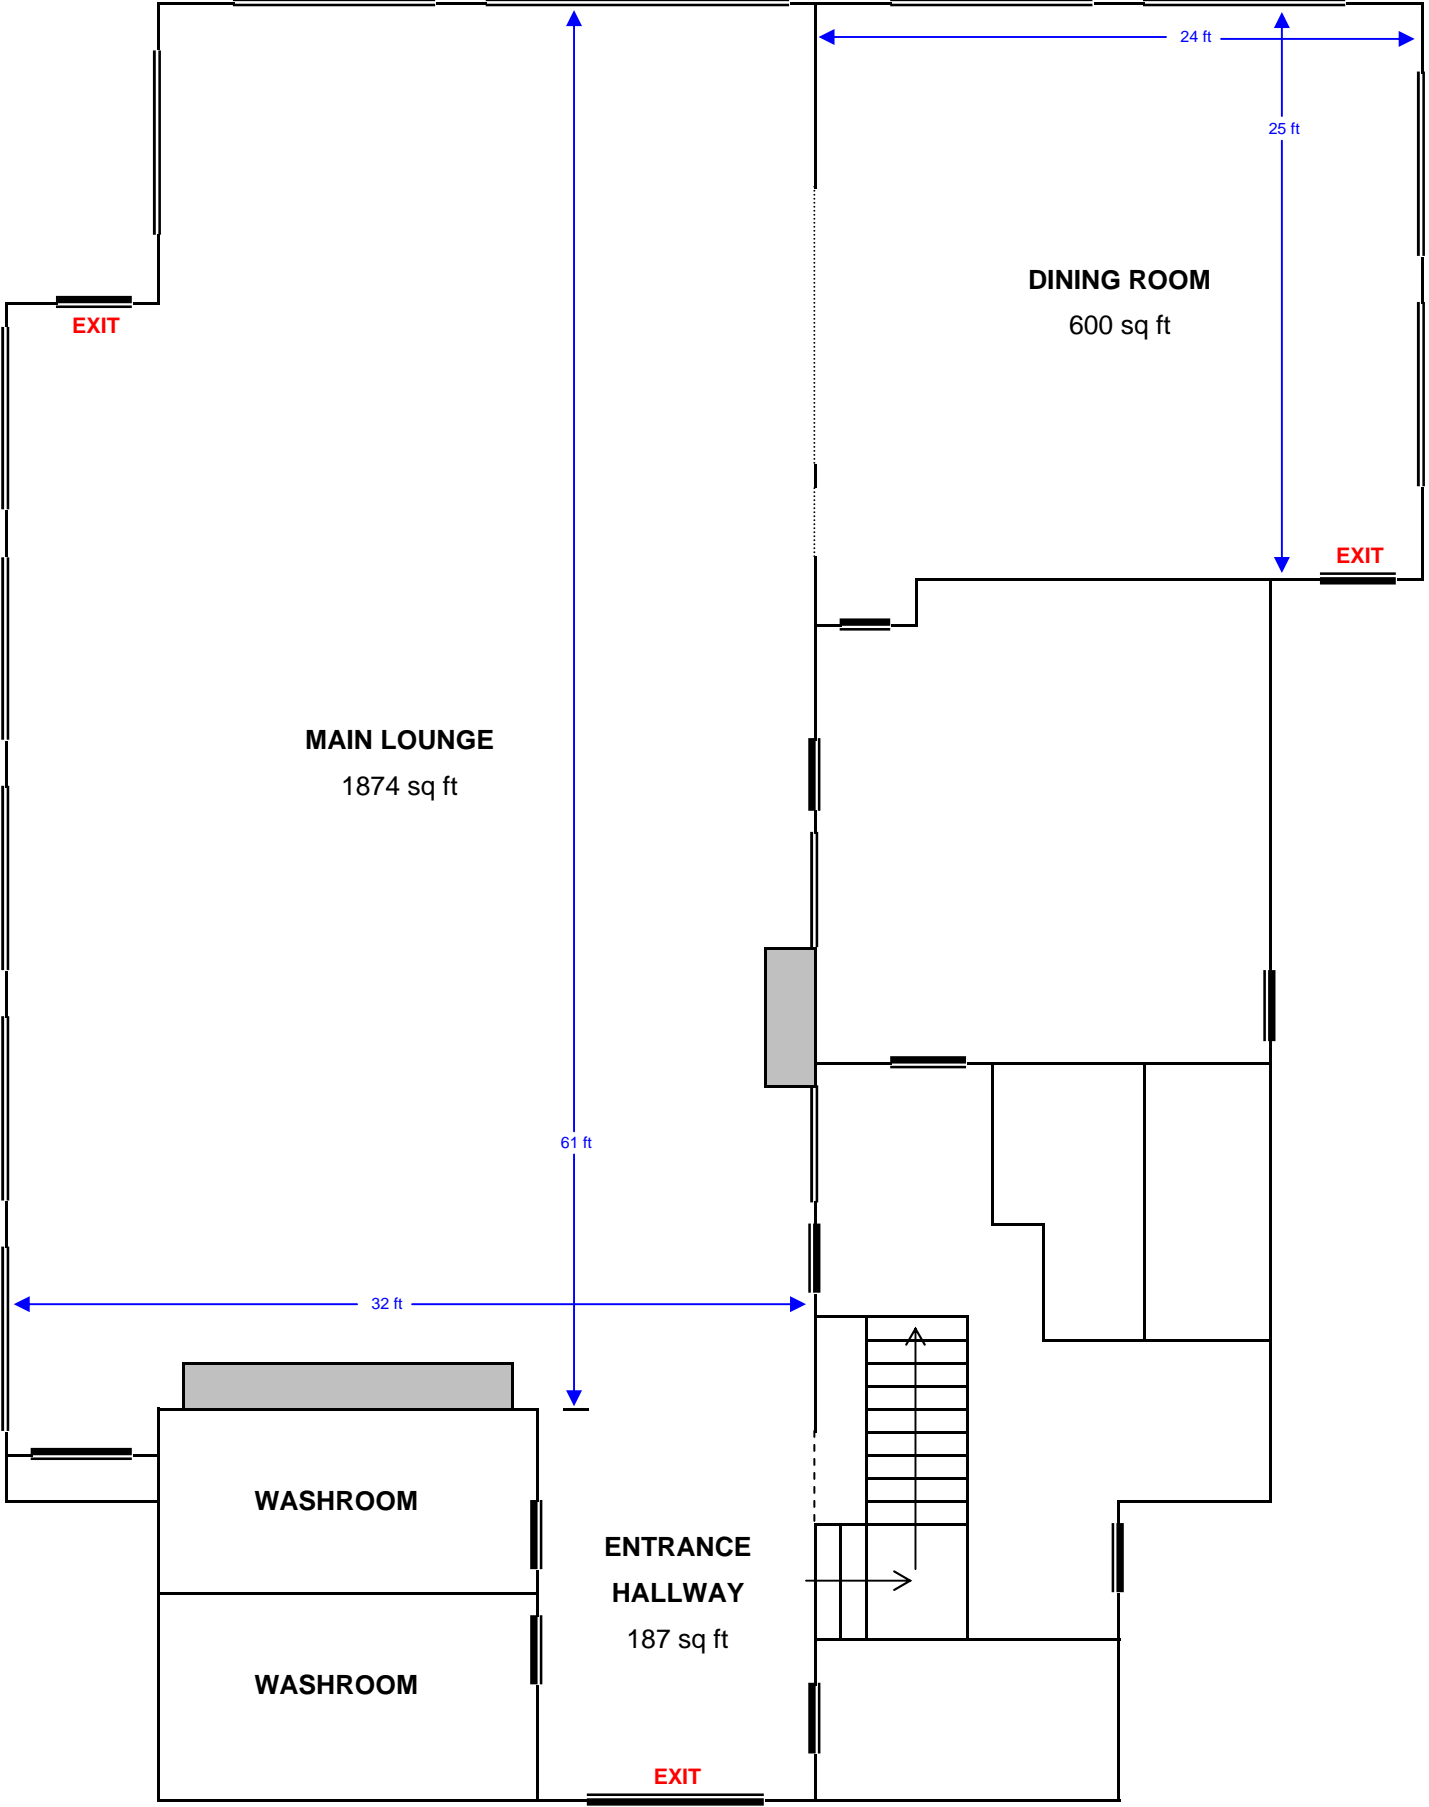 24 ft
25 ft
DINING ROOM
600 sq ft
EXIT
EXIT
MAIN LOUNGE
1874 sq ft
61 ft
32 ft
WASHROOM
ENTRANCE
HALLWAY
187 sq ft
WASHROOM
EXIT